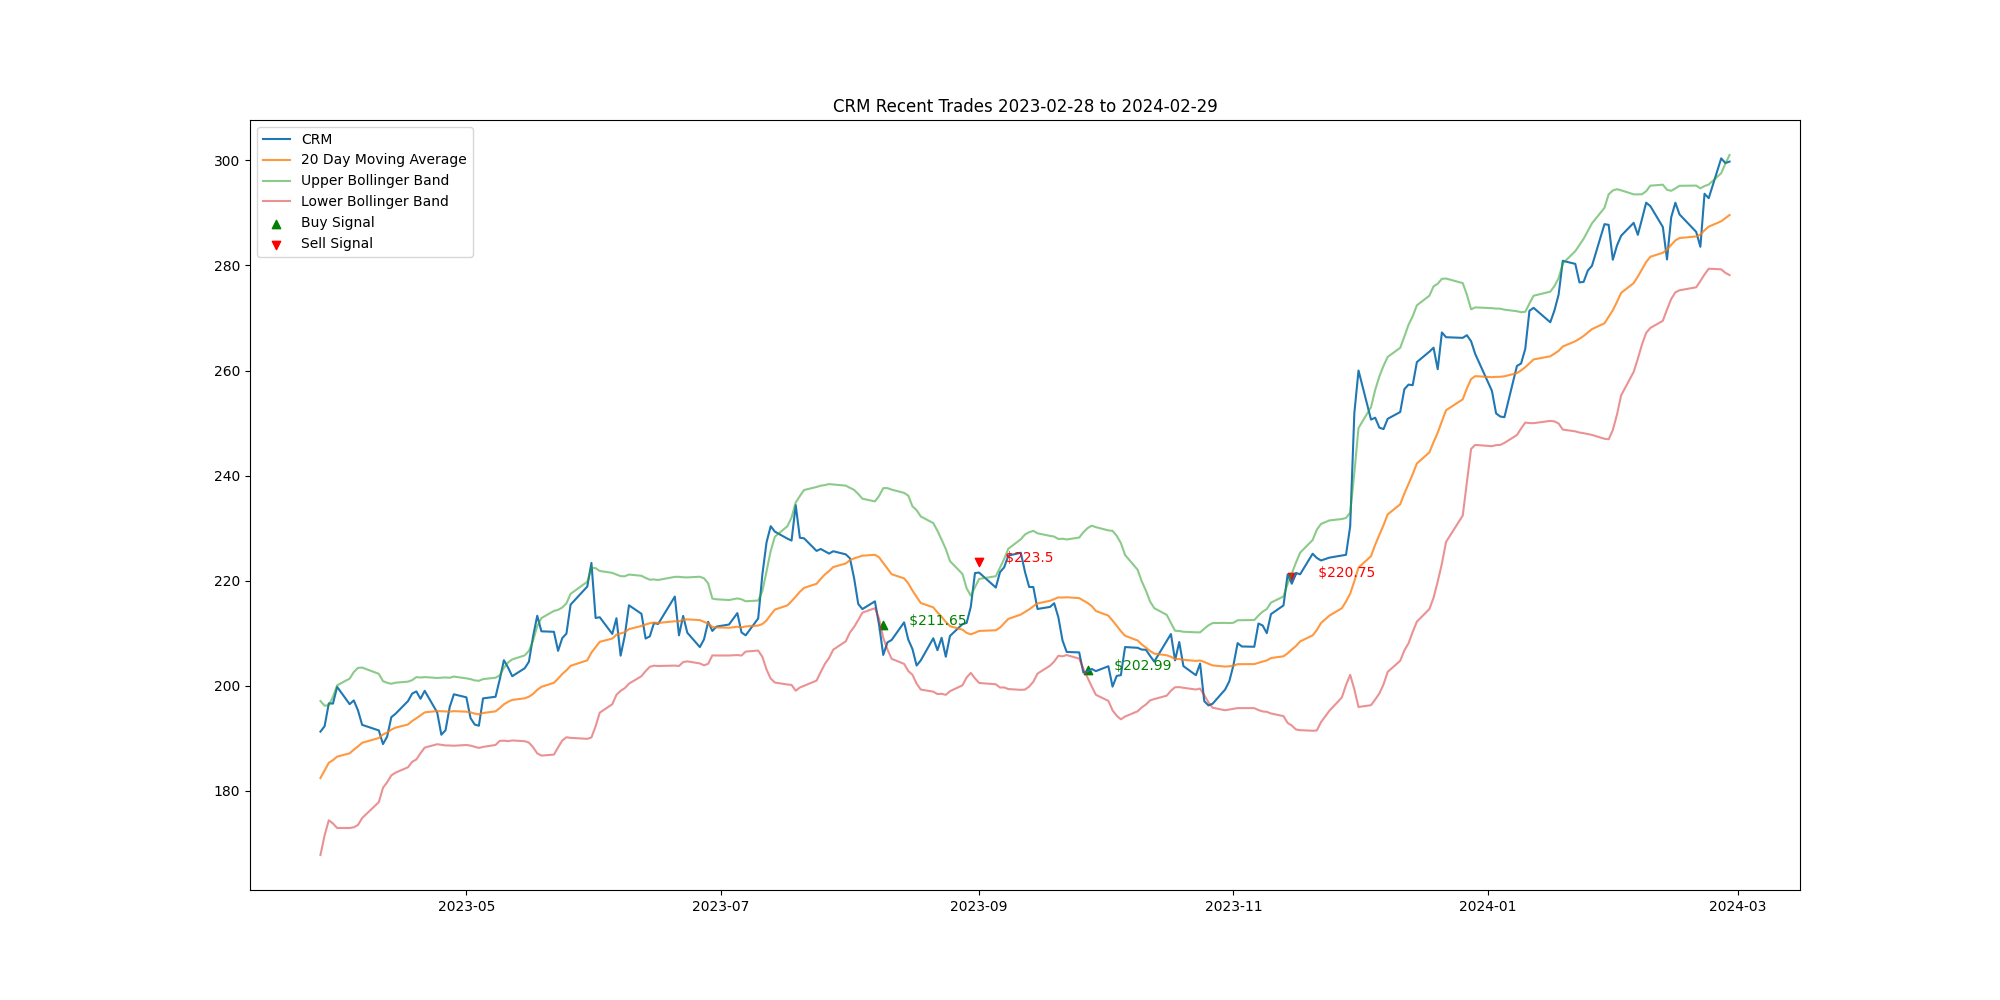 CRM Recent Trades 2023-02-28 to 2024-02-29
CRM
20 Day Moving Average
Upper Bollinger Band
Lower Bollinger Band
Buy Signal
Sell Signal
300
280
260
240
220
200
180
$211.65
$223.5
$202.99
$220.75
2023-05
2023-07
2023-09
2023-11
2024-01
2024-03